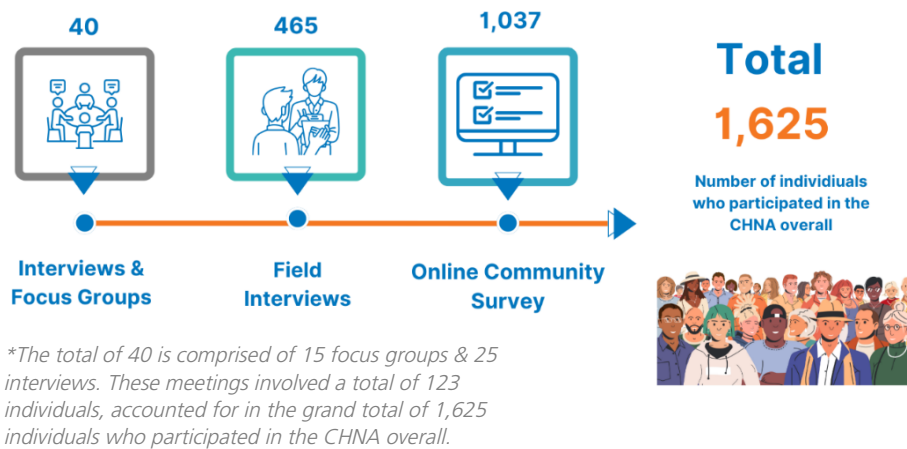 40
465
1,037
Interviews &
Focus Groups
Field
Interviews
Online Community
Survey
Total
1,625
Number of individiuals
who participated in the
CHNA overall
*The total of 40 is comprised of 15 focus groups & 25
interviews. These meetings involved a total of 123
individuals, accounted for in the grand total of 1,625
individuals who participated in the CHNA overall.